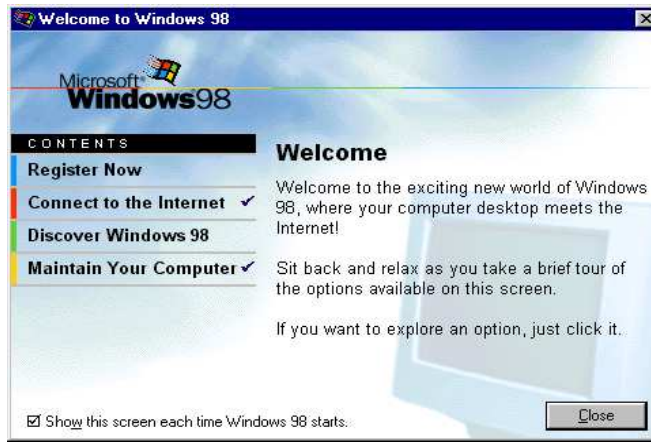 Welcome to Windows 98
Microsoft
Windows98
CONTENTS
Register Now
Connect to the Internet
Discover Windows 98
Maintain Your Computer
Welcome
Welcome to the exciting new world of Windows
98, where your computer desktop meets the
Internet!
Sit back and relax as you take a brief tour of
the options available on this screen.
If you want to explore an option, just click it.
Show this screen each time Windows 98 starts.
Close